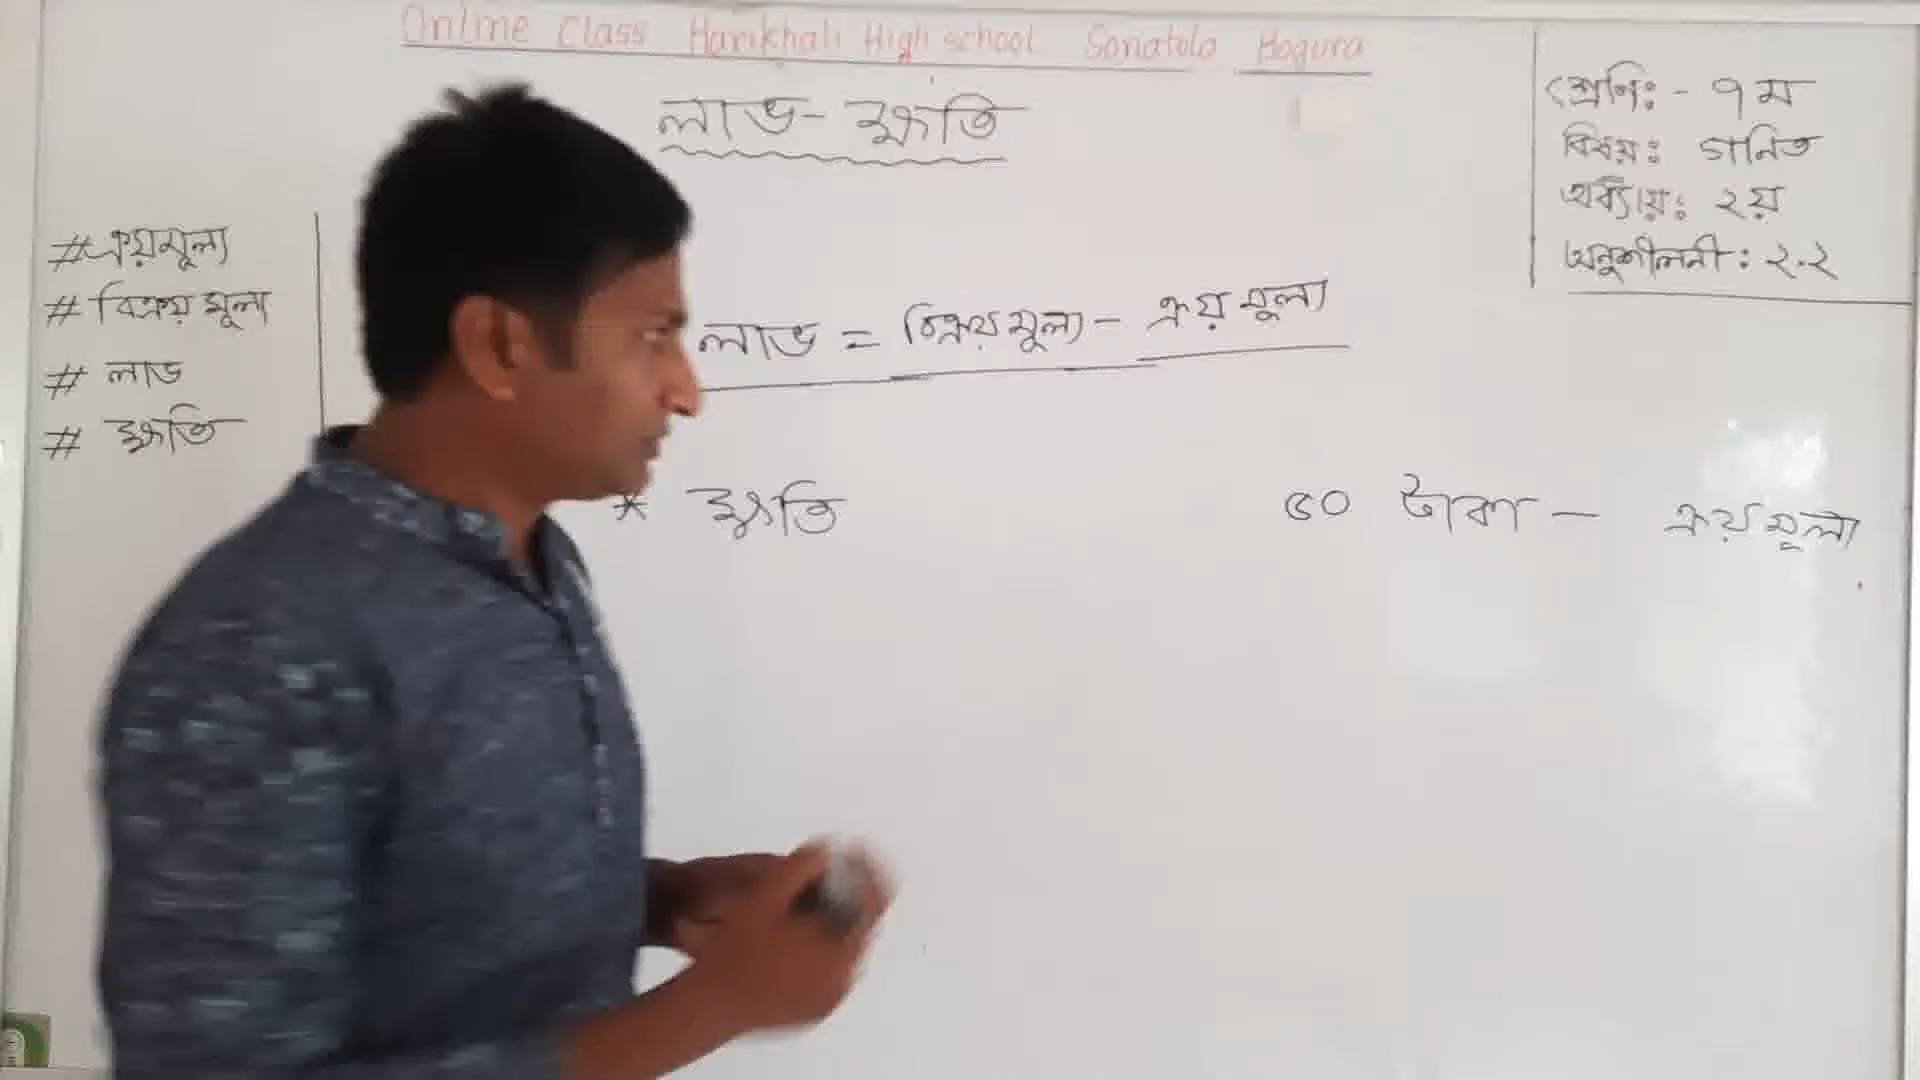 Online Class Harikhali High school Sonatola Bogura
লাভ-ক্ষতি
শ্রেণি:- ৭ম
বিষয়: গনিত
অধ্যায়: ২য়
অনুশীলনী: ২.২
#ক্রয়মূল্য
# বিক্রয় মূল্য
# লাভ
# ক্ষতি
লাভ = বিক্রয়মূল্য - ক্রয় মূল্য
* ক্ষতি
৫০ টাকা - ক্রয়মূল্য